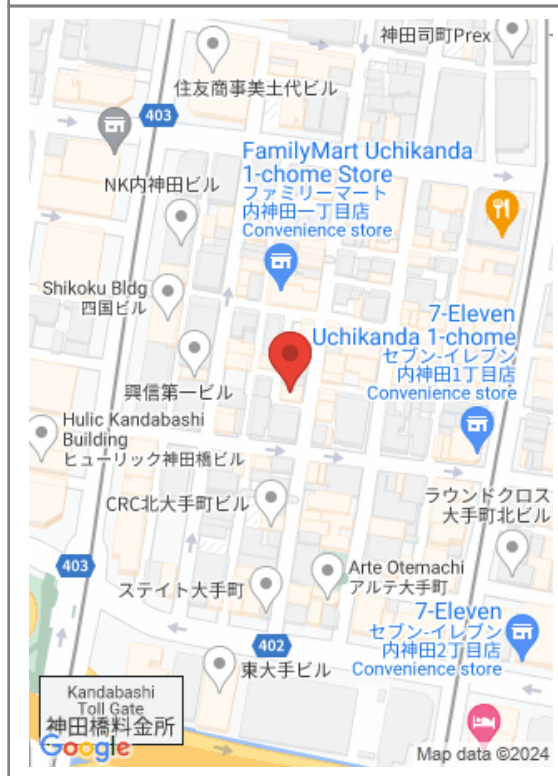 神田司町Prex
住友商事美土代ビル
403
FamilyMart Uchikanda
1-chome Store
ファミリーマート
内神田一丁目店
Convenience store
NK内神田ビル
Shikoku Bldg
四国ビル
7-Eleven
Uchikanda 1-chome
セブン-イレブン
内神田1丁目店
Convenience store
興信第一ビル
Hulic Kandabashi
Building
ヒューリック神田橋ビル
CRC北大手町ビル
ラウンドクロス
大手町北ビル
403
Arte Otemachi
アルテ大手町
ステイト大手町
7-Eleven
セブン-イレブン
内神田2丁目店
Convenience store
402
東大手ビル
Kandabashi
Toll Gate
神田橋料金所
Google
Map data ©2024